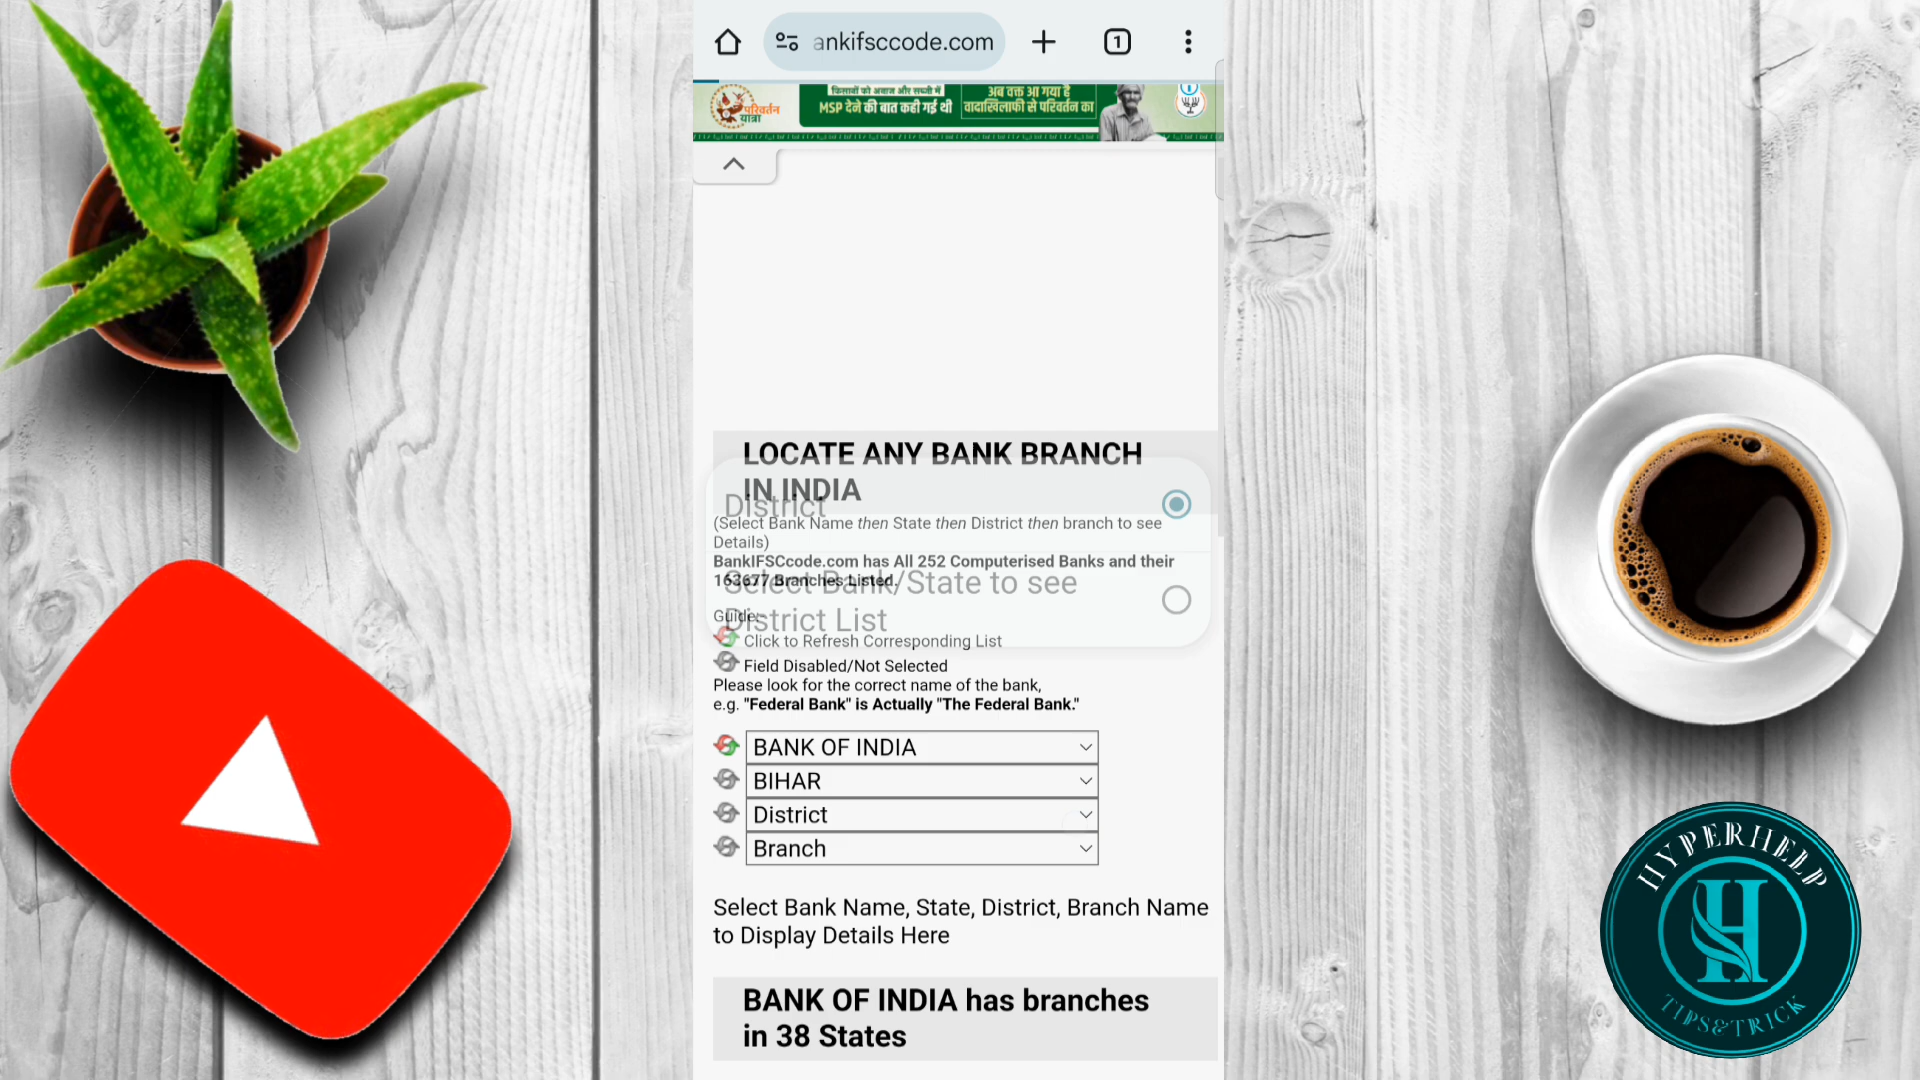 ankifsccode.com
1
परिवर्तन
यात्रा
किसानों को अनाज और सब्जी में
MSP देने की बात कही गई थी
अब वक्त आ गया है
वादाखिलाफी से परिवर्तन का
LOCATE ANY BANK BRANCH
IN INDIA
District
(Select Bank Name then State then District then branch to see
Details)
BankIFSCcode.com has All 252 Computerised Banks and their
163677 Branches Listed.
Select Bank/State to see
District List
Guide:
Click to Refresh Corresponding List
Field Disabled/Not Selected
Please look for the correct name of the bank,
e.g. "Federal Bank" is Actually "The Federal Bank."
BANK OF INDIA
BIHAR
District
Branch
Select Bank Name, State, District, Branch Name
to Display Details Here
BANK OF INDIA has branches
in 38 States
HYPERHELP
H
TIPS&TRICK